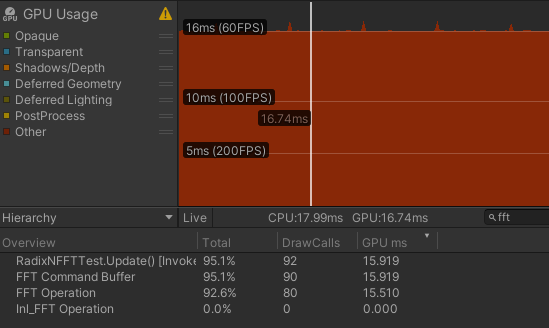 GPU Usage
GPU
Opaque
Transparent
Shadows/Depth
Deferred Geometry
Deferred Lighting
PostProcess
Other
16ms (60FPS)
10ms (100FPS)
16.74ms
5ms (200FPS)
Hierarchy Live CPU:17.99ms GPU:16.74ms fft
Overview Total DrawCalls GPU ms
RadixNFFTTest.Update() [Invoke 95.1% 92 15.919
FFT Command Buffer 95.1% 90 15.919
FFT Operation 92.6% 80 15.510
Inl_FFT Operation 0.0% 0 0.000